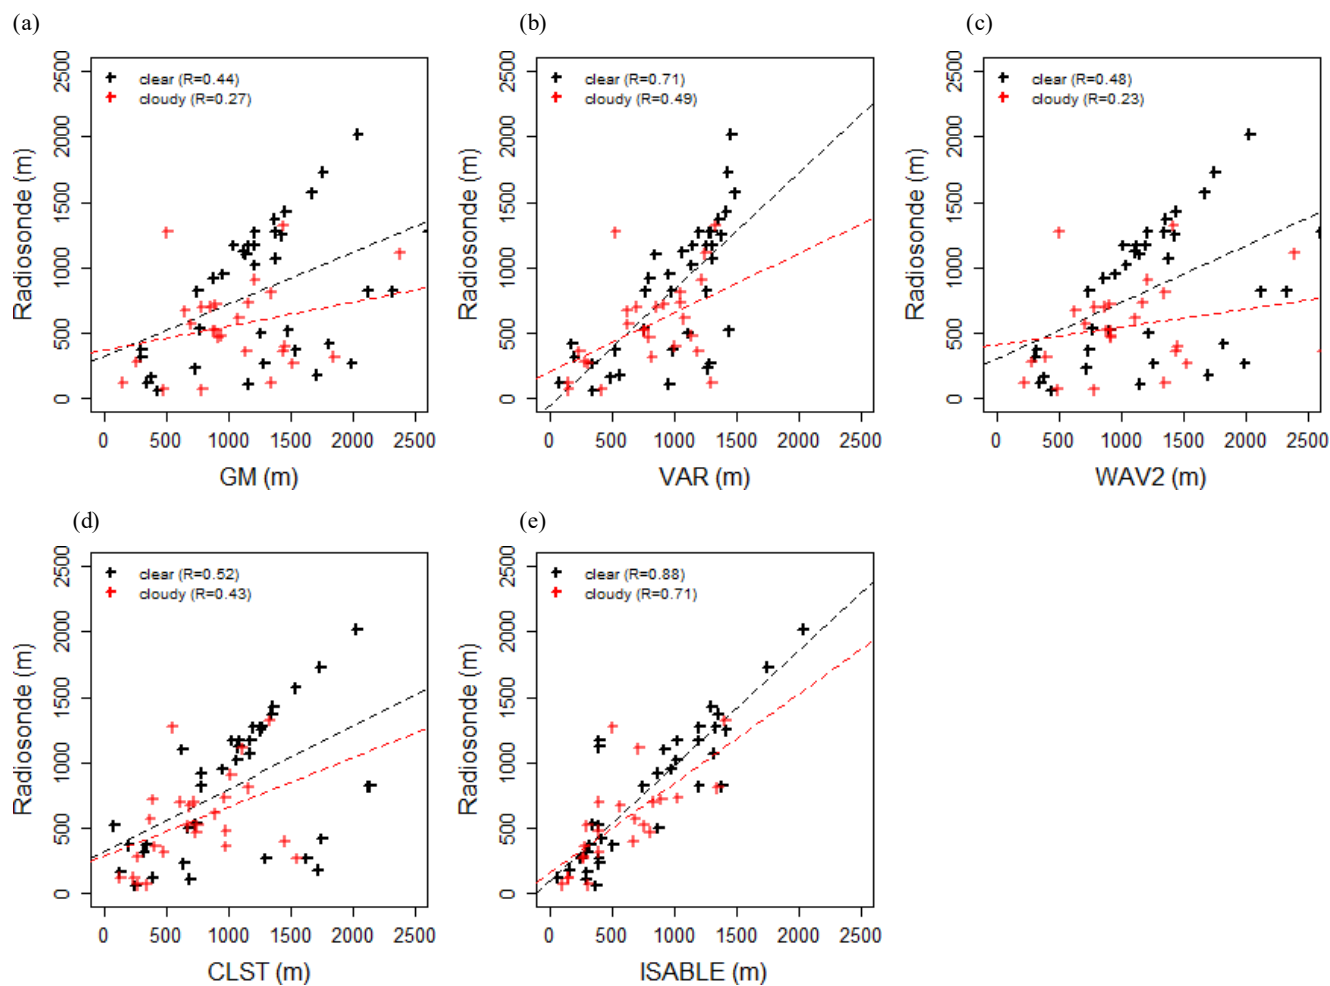 (a)
(b)
(c)
clear (R=0.44)
cloudy (R=0.27)
Radiosonde (m)
0 500 1000 1500 2000 2500
0 500 1000 1500 2000 2500
GM (m)
clear (R=0.71)
cloudy (R=0.49)
Radiosonde (m)
0 500 1000 1500 2000 2500
0 500 1000 1500 2000 2500
VAR (m)
clear (R=0.48)
cloudy (R=0.23)
Radiosonde (m)
0 500 1000 1500 2000 2500
0 500 1000 1500 2000 2500
WAV2 (m)
(d)
(e)
clear (R=0.52)
cloudy (R=0.43)
Radiosonde (m)
0 500 1000 1500 2000 2500
0 500 1000 1500 2000 2500
CLST (m)
clear (R=0.88)
cloudy (R=0.71)
Radiosonde (m)
0 500 1000 1500 2000 2500
0 500 1000 1500 2000 2500
ISABLE (m)